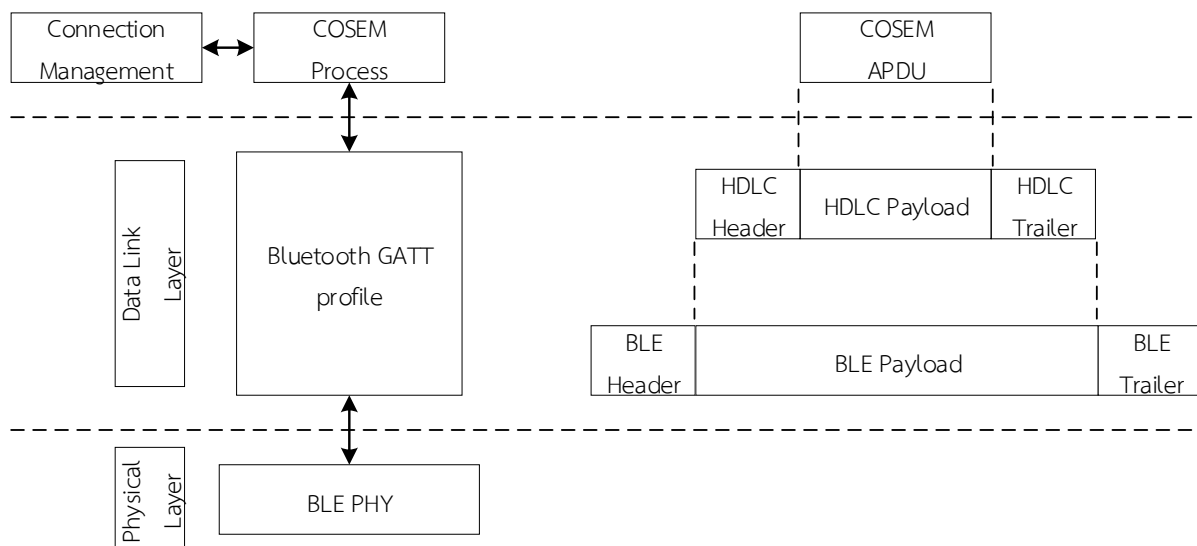 Connection
Management
COSEM
Process
COSEM
APDU
Data Link
Layer
Bluetooth GATT
profile
HDLC
Header
HDLC Payload
HDLC
Trailer
BLE
Header
BLE Payload
BLE
Trailer
Physical
Layer
BLE PHY